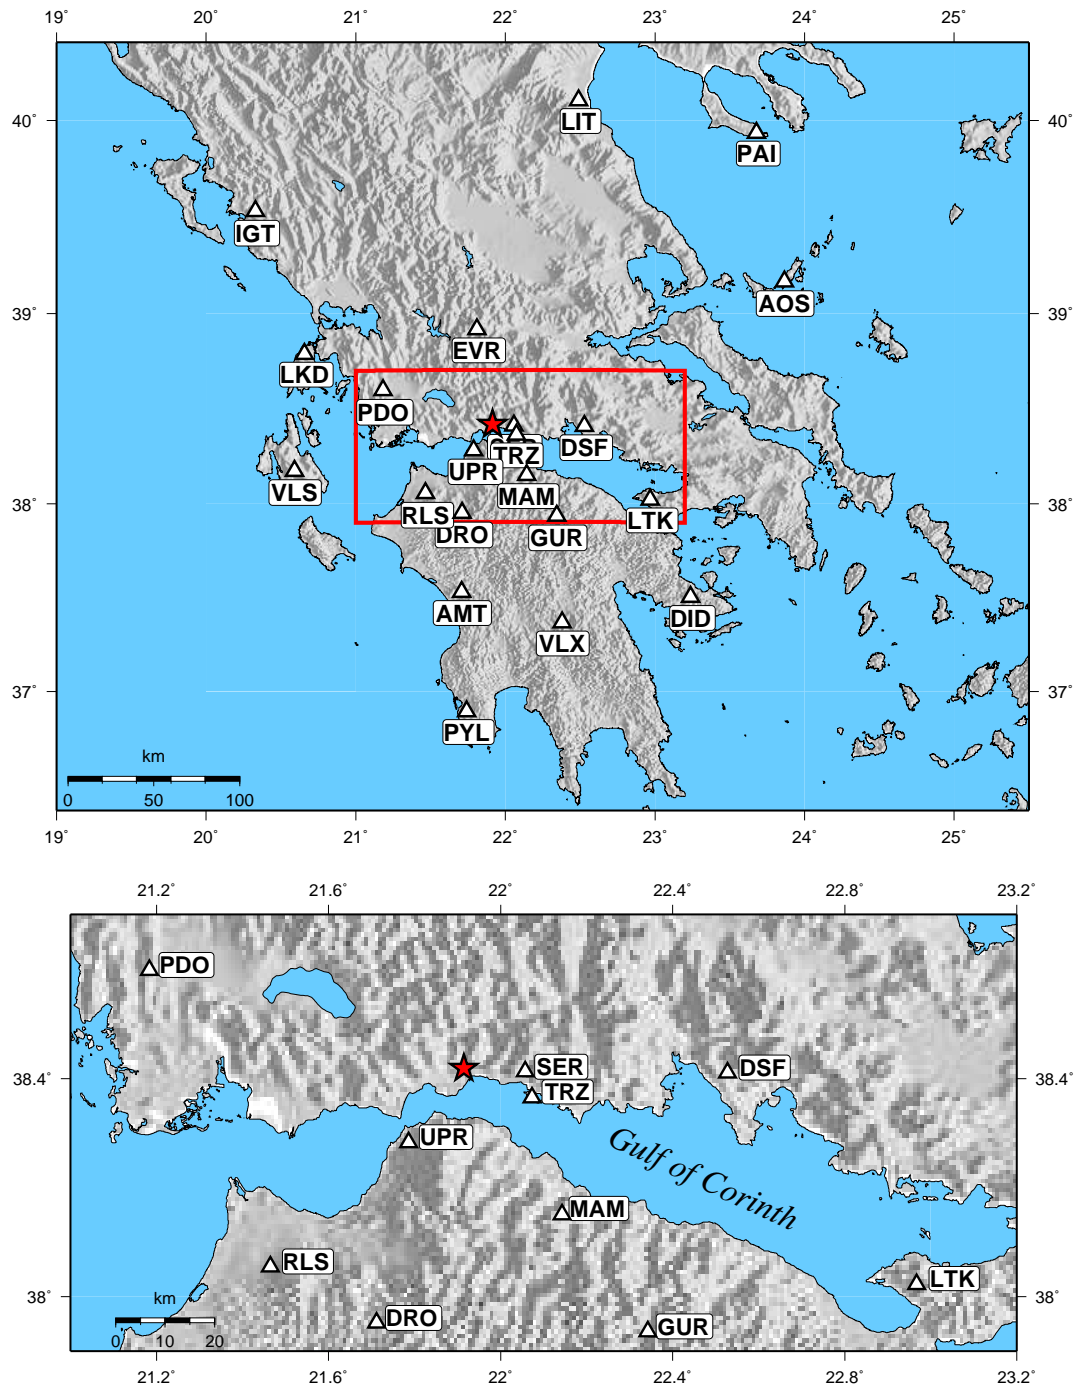 19˚ 20˚ 21˚ 22˚ 23˚ 24˚ 25˚
40˚ LIT 40˚
PAI
IGT
AOS
39˚ 39˚
EVR
LKD
PDO
DSF
TRZ
UPR
VLS
MAM
38˚ 38˚
RLS LTK
DRO GUR
AMT DID
VLX
37˚ 37˚
PYL
km
0 50 100
19˚ 20˚ 21˚ 22˚ 23˚ 24˚ 25˚
21.2˚ 21.6˚ 22˚ 22.4˚ 22.8˚ 23.2˚
PDO
SER DSF
38.4˚ 38.4˚
TRZ
UPR
Gulf of Corinth
MAM
RLS
LTK
38˚ km 38˚
DRO GUR
0 10 20
21.2˚ 21.6˚ 22˚ 22.4˚ 22.8˚ 23.2˚